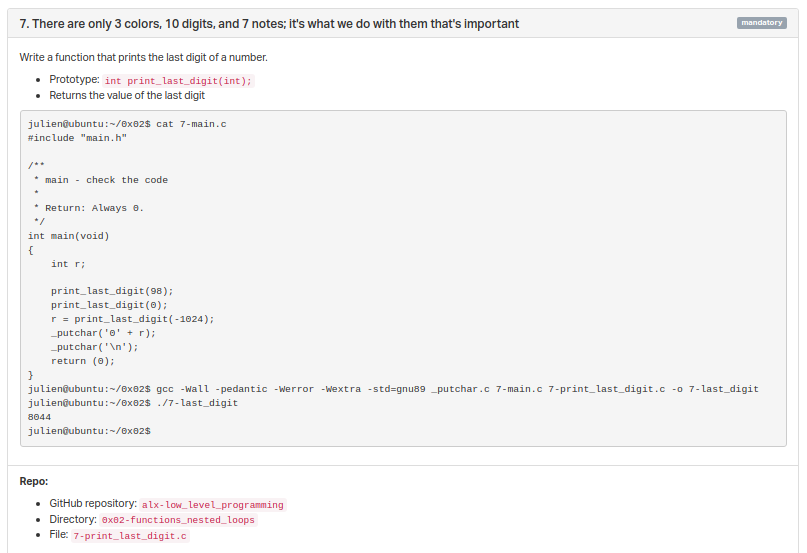 7. There are only 3 colors, 10 digits, and 7 notes; it's what we do with them that's important
mandatory
Write a function that prints the last digit of a number.
Prototype: int print_last_digit(int);
Returns the value of the last digit
julien@ubuntu:~/0x02$ cat 7-main.c
#include "main.h"

/**
 * main - check the code
 *
 * Return: Always 0.
 */
int main(void)
{
    int r;

    print_last_digit(98);
    print_last_digit(0);
    r = print_last_digit(-1024);
    _putchar('0' + r);
    _putchar('\n');
    return (0);
}
julien@ubuntu:~/0x02$ gcc -Wall -pedantic -Werror -Wextra -std=gnu89 _putchar.c 7-main.c 7-print_last_digit.c -o 7-last_digit
julien@ubuntu:~/0x02$ ./7-last_digit
8044
julien@ubuntu:~/0x02$
Repo:
GitHub repository: alx-low_level_programming
Directory: 0x02-functions_nested_loops
File: 7-print_last_digit.c